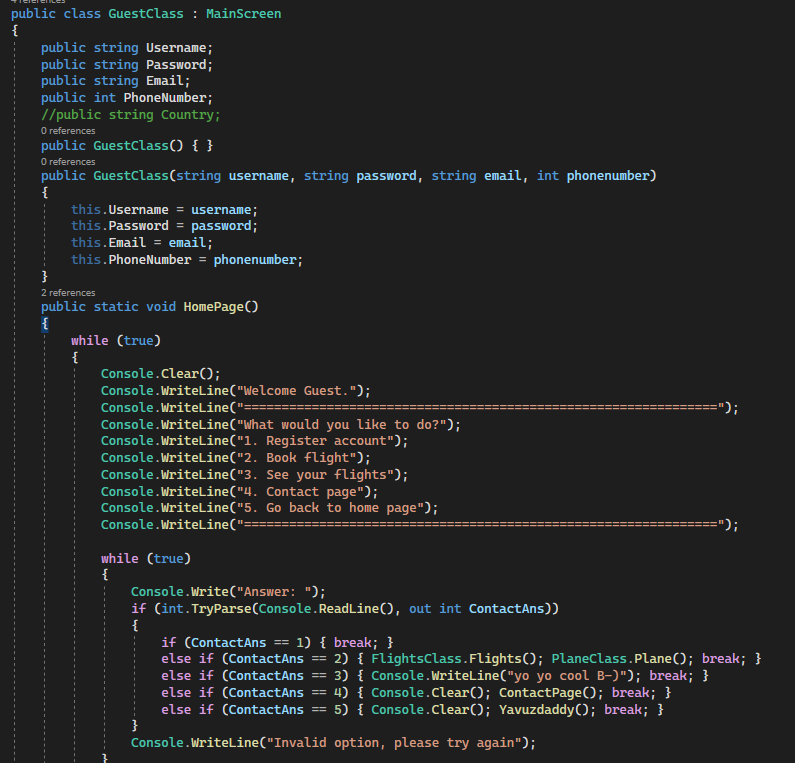 4 references
public class GuestClass : MainScreen
{
public string Username;
public string Password;
public string Email;
public int PhoneNumber;
//public string Country;
0 references
public GuestClass() { }
0 references
public GuestClass(string username, string password, string email, int phonenumber)
{
this.Username = username;
this.Password = password;
this.Email = email;
this.PhoneNumber = phonenumber;
}
2 references
public static void HomePage()
{
while (true)
{
Console.Clear();
Console.WriteLine("Welcome Guest.");
Console.WriteLine("===============================================================");
Console.WriteLine("What would you like to do?");
Console.WriteLine("1. Register account");
Console.WriteLine("2. Book flight");
Console.WriteLine("3. See your flights");
Console.WriteLine("4. Contact page");
Console.WriteLine("5. Go back to home page");
Console.WriteLine("===============================================================");
while (true)
{
Console.Write("Answer: ");
if (int.TryParse(Console.ReadLine(), out int ContactAns))
{
if (ContactAns == 1) { break; }
else if (ContactAns == 2) { FlightsClass.Flights(); PlaneClass.Plane(); break; }
else if (ContactAns == 3) { Console.WriteLine("yo yo cool B-)"); break; }
else if (ContactAns == 4) { Console.Clear(); ContactPage(); break; }
else if (ContactAns == 5) { Console.Clear(); Yavuzdaddy(); break; }
}
Console.WriteLine("Invalid option, please try again");
}